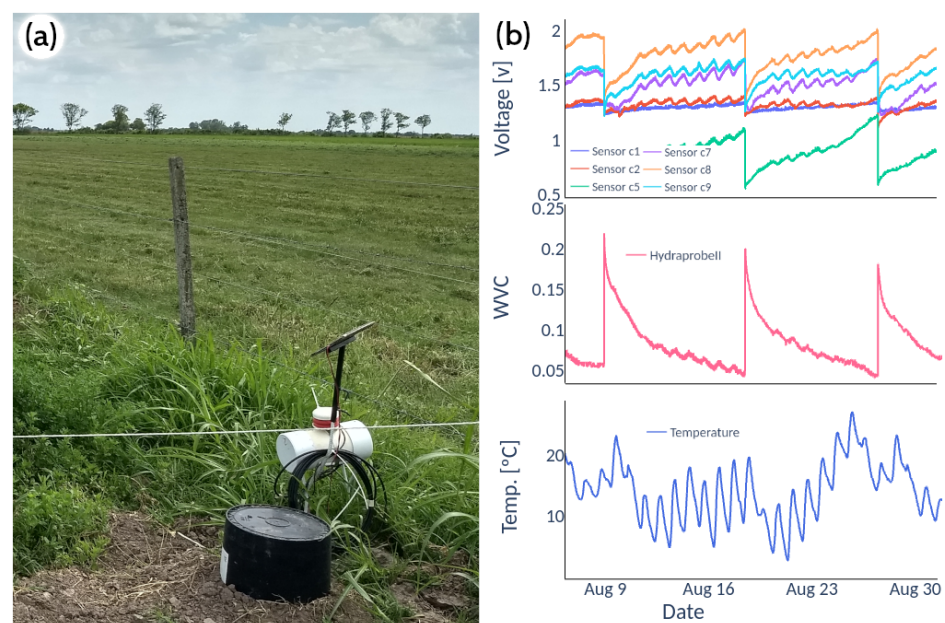 (a)
(b)
Voltage [v]
2
1.5
1
0.5
Sensor c1
Sensor c2
Sensor c5
Sensor c7
Sensor c8
Sensor c9
WVC
0.25
0.2
0.15
0.1
0.05
HydraprobeII
Temp. [°C]
20
10
Temperature
Aug 9
Aug 16
Aug 23
Aug 30
Date